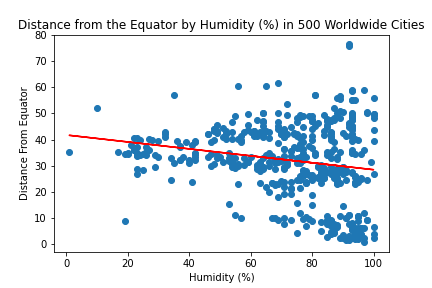 Distance from the Equator by Humidity (%) in 500 Worldwide Cities
Distance From Equator
80
70
60
50
40
30
20
10
0
0 20 40 60 80 100
Humidity (%)